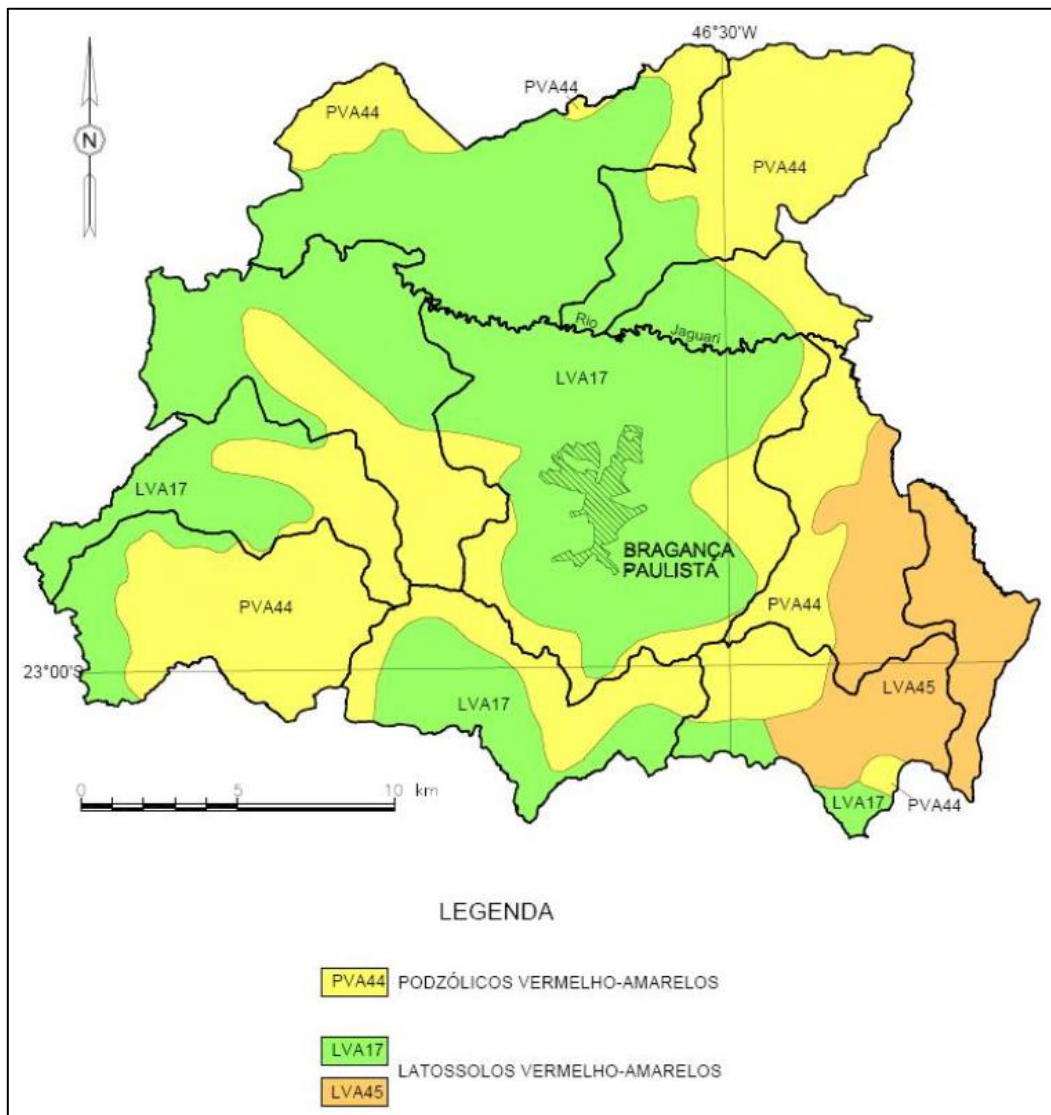 46°30'W
PVA44
PVA44
N
PVA44
Rio
Jaguari
LVA17
LVA17
BRAGANÇA
PAULISTA
PVA44
PVA44
23°00'S
LVA45
LVA17
0 5 10 km
LVA17
PVA44
LEGENDA
PVA44 PODZÓLICOS VERMELHO-AMARELOS
LVA17
LATOSSOLOS VERMELHO-AMARELOS
LVA45